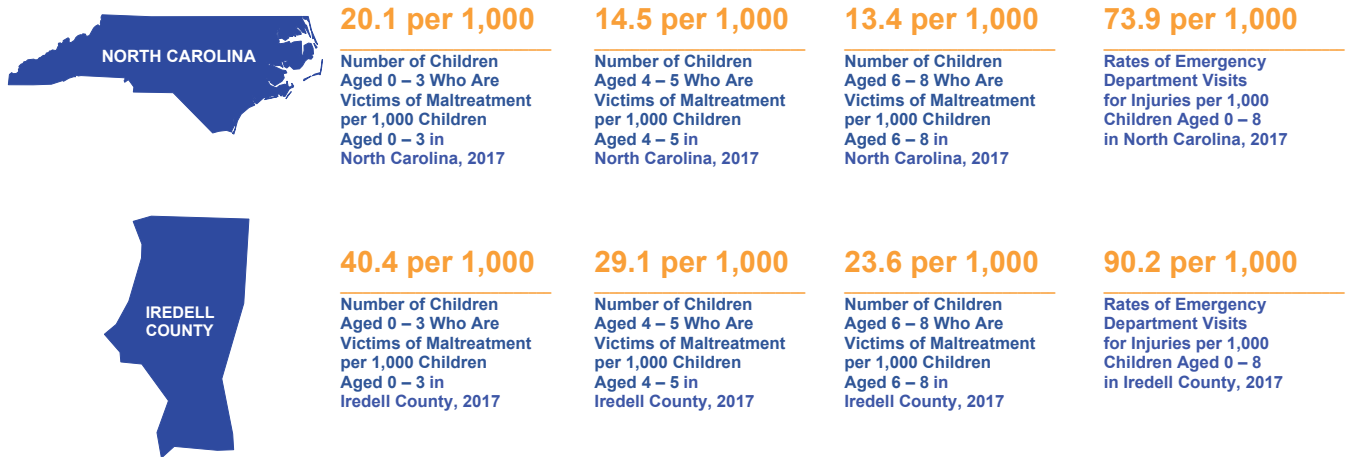 NORTH CAROLINA
20.1 per 1,000
Number of Children
Aged 0 – 3 Who Are
Victims of Maltreatment
per 1,000 Children
Aged 0 – 3 in
North Carolina, 2017
14.5 per 1,000
Number of Children
Aged 4 – 5 Who Are
Victims of Maltreatment
per 1,000 Children
Aged 4 – 5 in
North Carolina, 2017
13.4 per 1,000
Number of Children
Aged 6 – 8 Who Are
Victims of Maltreatment
per 1,000 Children
Aged 6 – 8 in
North Carolina, 2017
73.9 per 1,000
Rates of Emergency
Department Visits
for Injuries per 1,000
Children Aged 0 – 8
in North Carolina, 2017
IREDELL
COUNTY
40.4 per 1,000
Number of Children
Aged 0 – 3 Who Are
Victims of Maltreatment
per 1,000 Children
Aged 0 – 3 in
Iredell County, 2017
29.1 per 1,000
Number of Children
Aged 4 – 5 Who Are
Victims of Maltreatment
per 1,000 Children
Aged 4 – 5 in
Iredell County, 2017
23.6 per 1,000
Number of Children
Aged 6 – 8 Who Are
Victims of Maltreatment
per 1,000 Children
Aged 6 – 8 in
Iredell County, 2017
90.2 per 1,000
Rates of Emergency
Department Visits
for Injuries per 1,000
Children Aged 0 – 8
in Iredell County, 2017